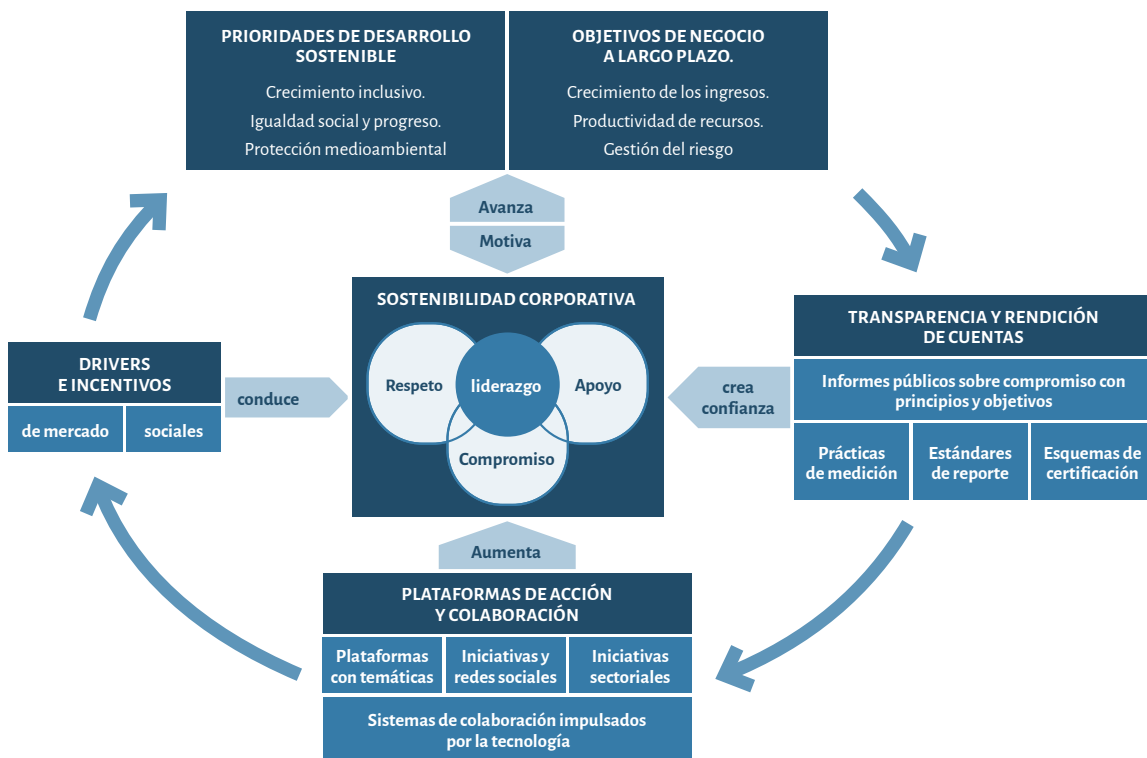 PRIORIDADES DE DESARROLLO
SOSTENIBLE
Crecimiento inclusivo.
Igualdad social y progreso.
Protección medioambiental
OBJETIVOS DE NEGOCIO
A LARGO PLAZO.
Crecimiento de los ingresos.
Productividad de recursos.
Gestión del riesgo
Avanza
Motiva
SOSTENIBILIDAD CORPORATIVA
Respeto
liderazgo
Apoyo
Compromiso
DRIVERS
E INCENTIVOS
de mercado
sociales
conduce
crea
confianza
TRANSPARENCIA Y RENDICIÓN
DE CUENTAS
Informes públicos sobre compromiso con
principios y objetivos
Prácticas
de medición
Estándares
de reporte
Esquemas de
certificación
Aumenta
PLATAFORMAS DE ACCIÓN
Y COLABORACIÓN
Plataformas
con temáticas
Iniciativas y
redes sociales
Iniciativas
sectoriales
Sistemas de colaboración impulsados
por la tecnología